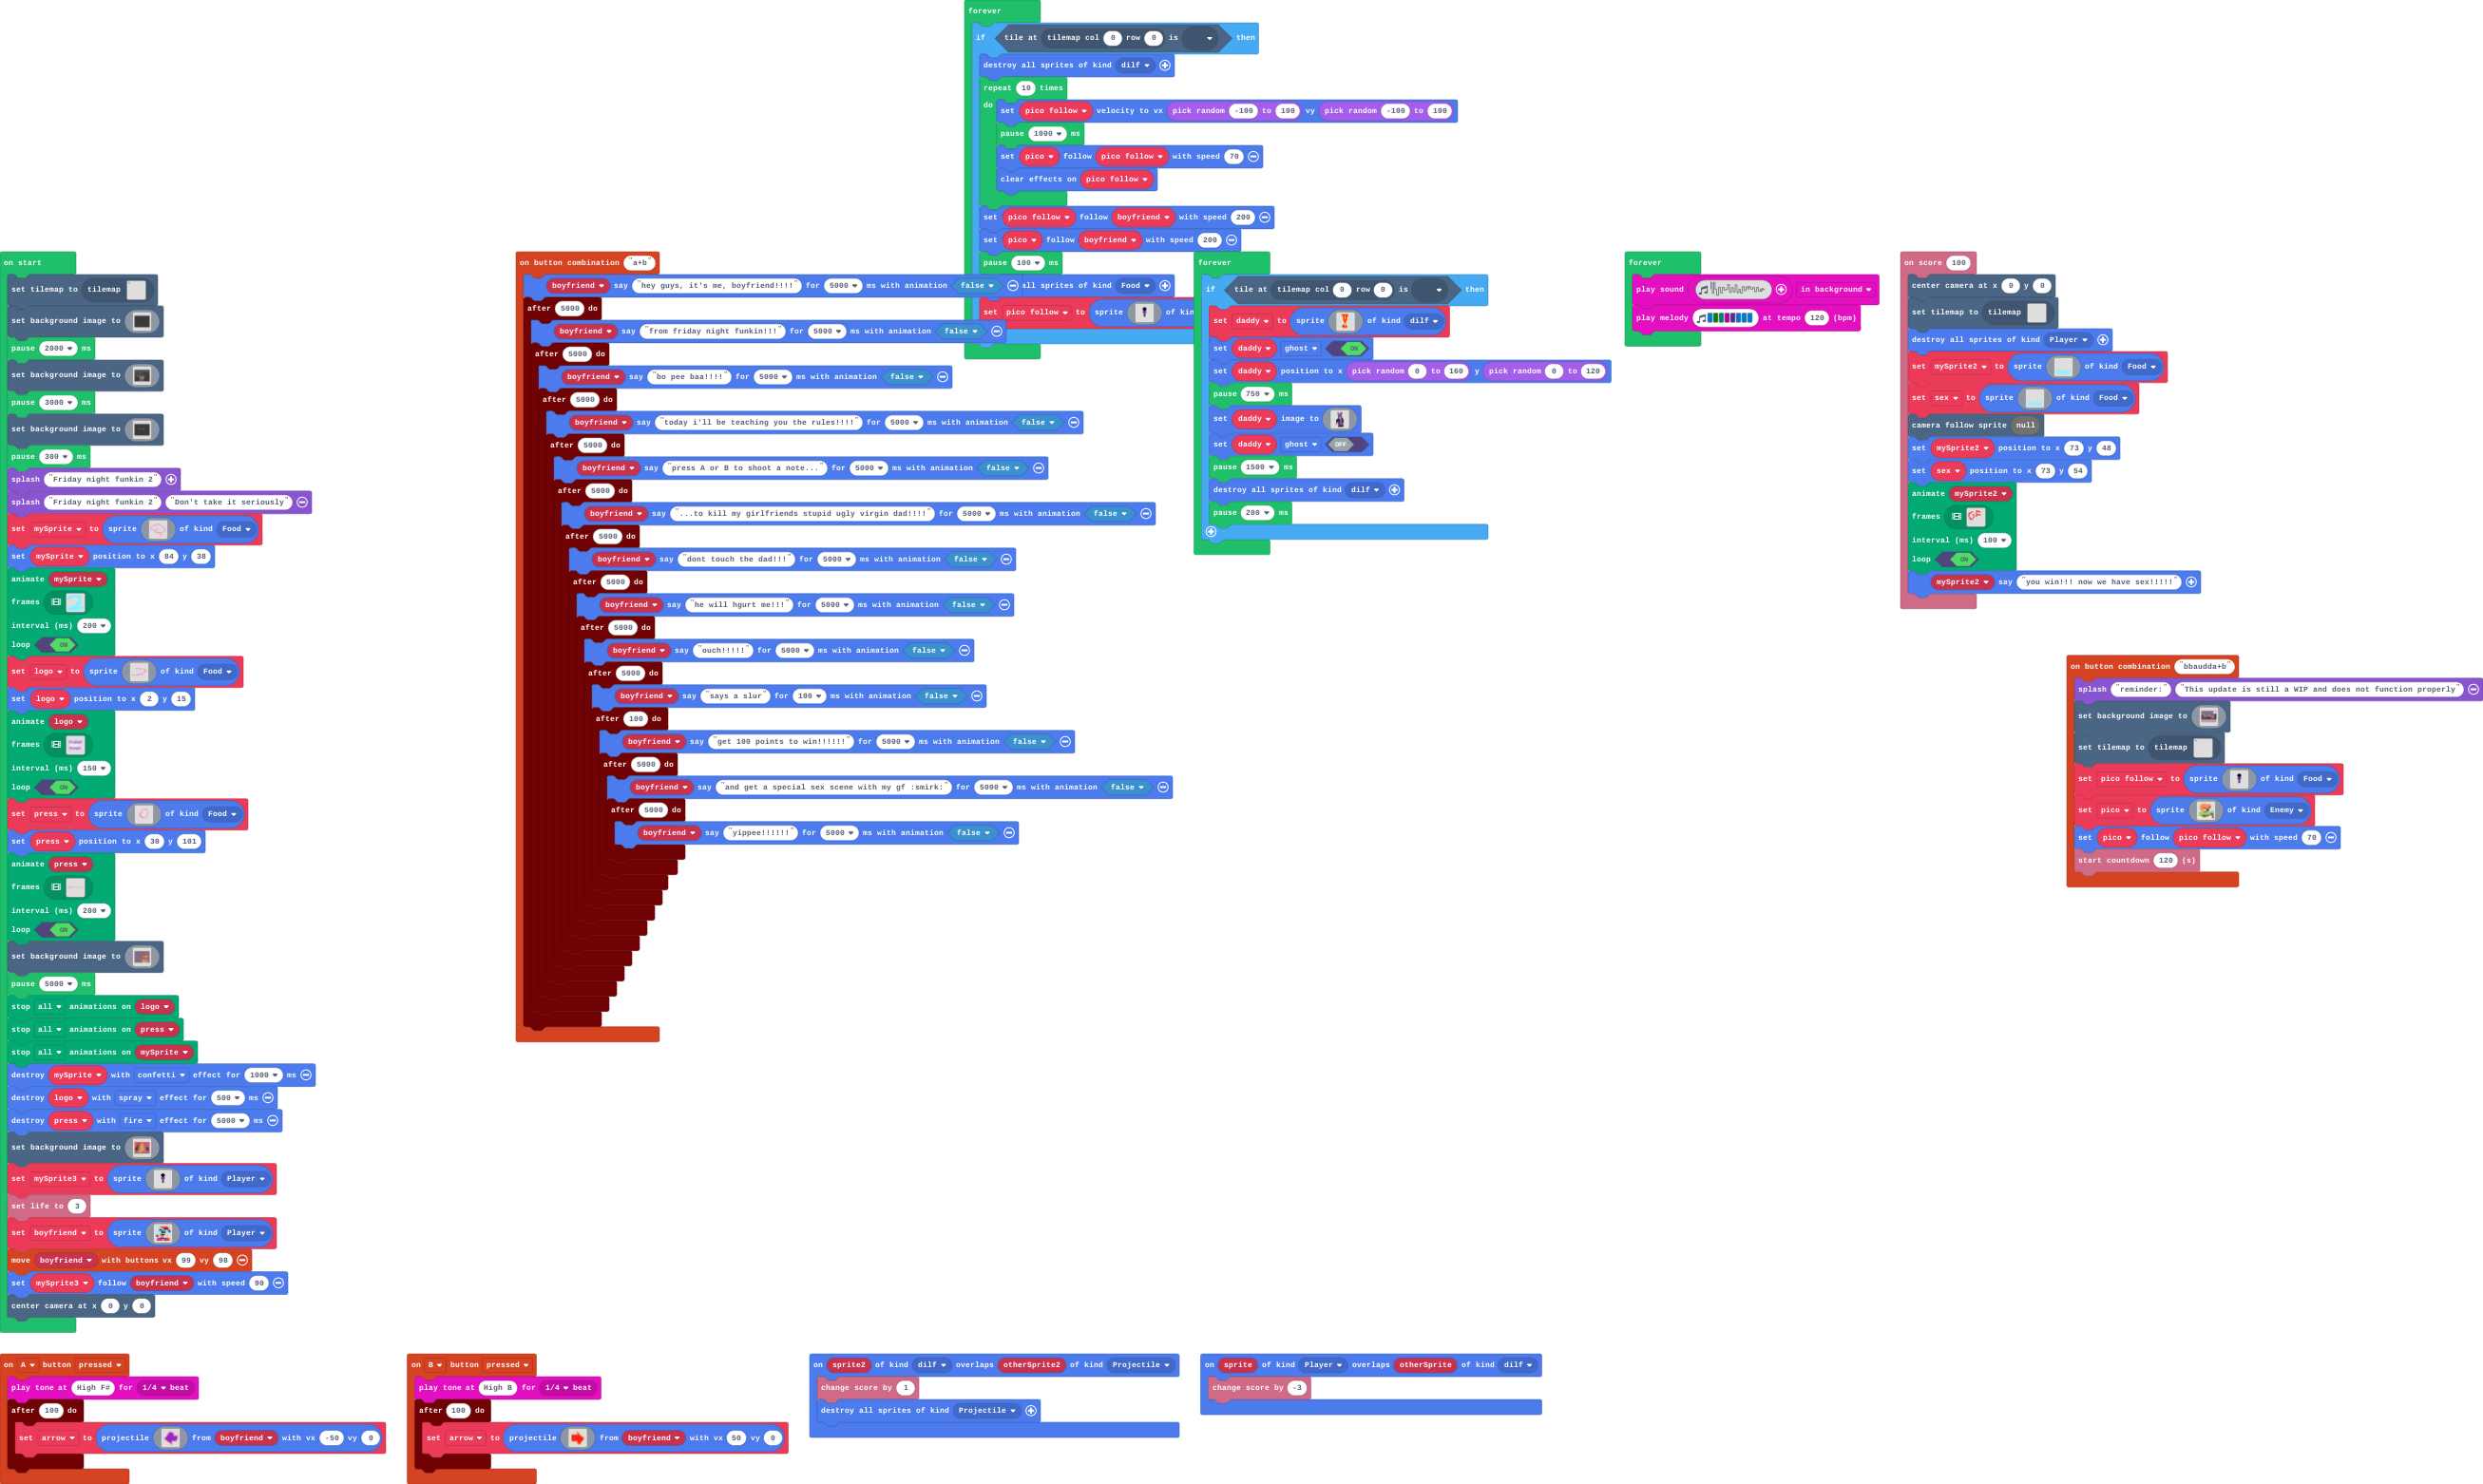 forever
if tile at tilemap col 0 row 0 is then
destroy all sprites of kind dilf
repeat 10 times
do set pico follow velocity to vx pick random -100 to 100 vy pick random -100 to 100
pause 1000 ms
set pico follow pico follow with speed 70
clear effects on pico follow
set pico follow follow boyfriend with speed 200
set pico follow boyfriend with speed 200
pause 100 ms
all sprites of kind Food
set pico follow to sprite of kin
on start
set tilemap to tilemap
set background image to
pause 2000 ms
set background image to
pause 3000 ms
set background image to
pause 300 ms
splash "Friday night funkin 2"
splash "Friday night funkin 2" "Don't take it seriously"
set mySprite to sprite of kind Food
set mySprite position to x 84 y 38
animate mySprite
frames
interval (ms) 200
loop ON
set logo to sprite of kind Food
set logo position to x 2 y 15
animate logo
frames
interval (ms) 150
loop ON
set press to sprite of kind Food
set press position to x 30 y 101
animate press
frames
interval (ms) 200
loop ON
set background image to
pause 5000 ms
stop all animations on logo
stop all animations on press
stop all animations on mySprite
destroy mySprite with confetti effect for 1000 ms
destroy logo with spray effect for 500 ms
destroy press with fire effect for 5000 ms
set background image to
set mySprite3 to sprite of kind Player
set life to 3
set boyfriend to sprite of kind Player
move boyfriend with buttons vx 99 vy 98
set mySprite3 follow boyfriend with speed 90
center camera at x 0 y 0
on button combination "a+b"
boyfriend say "hey guys, it's me, boyfriend!!!!" for 5000 ms with animation false
after 5000 do
boyfriend say "from friday night funkin!!!" for 5000 ms with animation false
after 5000 do
boyfriend say "bo pee baa!!!!" for 5000 ms with animation false
after 5000 do
boyfriend say "today i'll be teaching you the rules!!!!" for 5000 ms with animation false
after 5000 do
boyfriend say "press A or B to shoot a note..." for 5000 ms with animation false
after 5000 do
boyfriend say "...to kill my girlfriends stupid ugly virgin dad!!!!" for 5000 ms with animation false
after 5000 do
boyfriend say "dont touch the dad!!!" for 5000 ms with animation false
after 5000 do
boyfriend say "he will hgurt me!!!" for 5000 ms with animation false
after 5000 do
boyfriend say "ouch!!!!!" for 5000 ms with animation false
after 5000 do
boyfriend say "says a slur" for 100 ms with animation false
after 100 do
boyfriend say "get 100 points to win!!!!!!" for 5000 ms with animation false
after 5000 do
boyfriend say "and get a special sex scene with my gf :smirk:" for 5000 ms with animation false
after 5000 do
boyfriend say "yippee!!!!!!" for 5000 ms with animation false
forever
if tile at tilemap col 0 row 0 is then
set daddy to sprite of kind dilf
set daddy ghost ON
set daddy position to x pick random 0 to 160 y pick random 0 to 120
pause 750 ms
set daddy image to
set daddy ghost OFF
pause 1500 ms
destroy all sprites of kind dilf
pause 200 ms
forever
play sound in background
play melody at tempo 120 (bpm)
on score 100
center camera at x 0 y 0
set tilemap to tilemap
destroy all sprites of kind Player
set mySprite2 to sprite of kind Food
set sex to sprite of kind Food
camera follow sprite null
set mySprite2 position to x 73 y 48
set sex position to x 73 y 54
animate mySprite2
frames GF
interval (ms) 100
loop ON
mySprite2 say "you win!!! now we have sex!!!!!"
on button combination "bbaudda+b"
splash "reminder:" "This update is still a WIP and does not function properly"
set background image to
set tilemap to tilemap
set pico follow to sprite of kind Food
set pico to sprite of kind Enemy
set pico follow pico follow with speed 70
start countdown 120 (s)
on A button pressed
play tone at High F# for 1/4 beat
after 100 do
set arrow to projectile from boyfriend with vx -50 vy 0
on B button pressed
play tone at High B for 1/4 beat
after 100 do
set arrow to projectile from boyfriend with vx 50 vy 0
on sprite2 of kind dilf overlaps otherSprite2 of kind Projectile
change score by 1
destroy all sprites of kind Projectile
on sprite of kind Player overlaps otherSprite of kind dilf
change score by -3